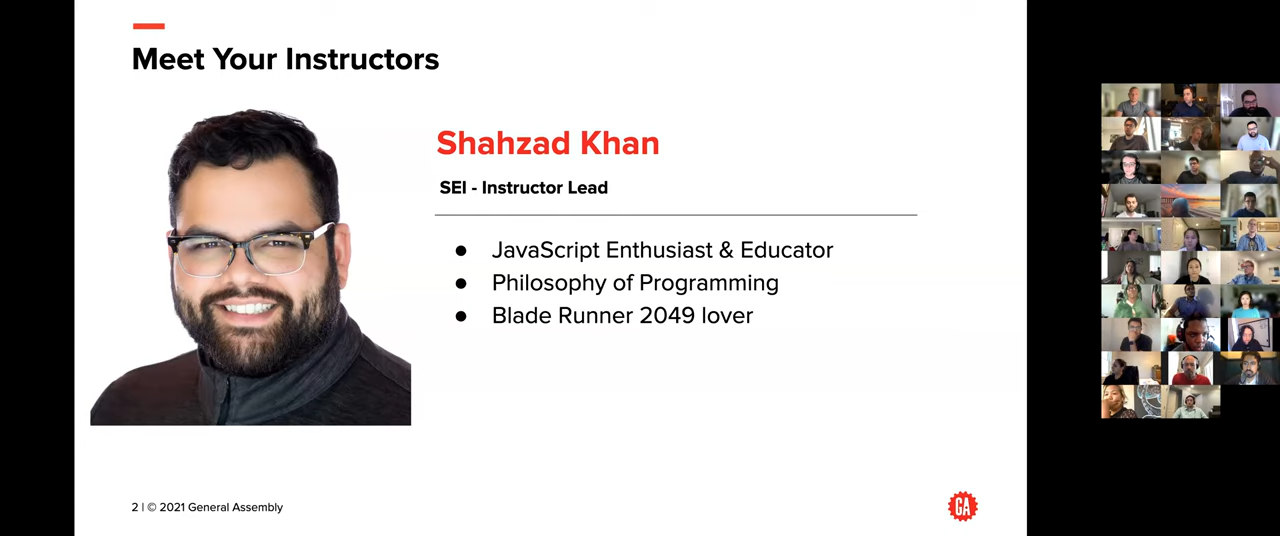 Meet Your Instructors
Shahzad Khan
SEI - Instructor Lead
● JavaScript Enthusiast & Educator
● Philosophy of Programming
● Blade Runner 2049 lover
2 | © 2021 General Assembly
GA